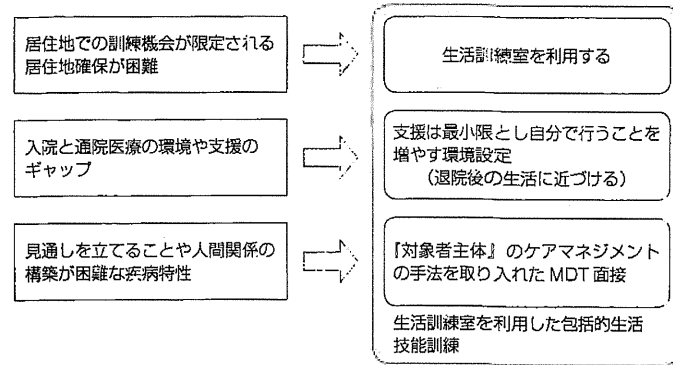 居住地での訓練機会が限定される
居住地確保が困難
生活訓練室を利用する
入院と通院医療の環境や支援の
ギャップ
支援は最小限とし自分で行うことを
増やす環境設定
（退院後の生活に近づける）
見通しを立てることや人間関係の
構築が困難な疾病特性
『対象者主体』のケアマネジメント
の手法を取り入れた MDT 面接
生活訓練室を利用した包括的生活
技能訓練